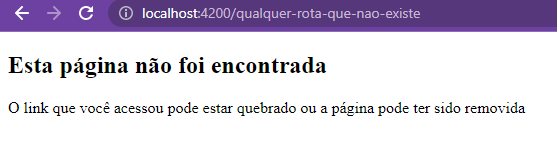 localhost:4200/qualquer-rota-que-nao-existe
Esta página não foi encontrada
O link que você acessou pode estar quebrado ou a página pode ter sido removida